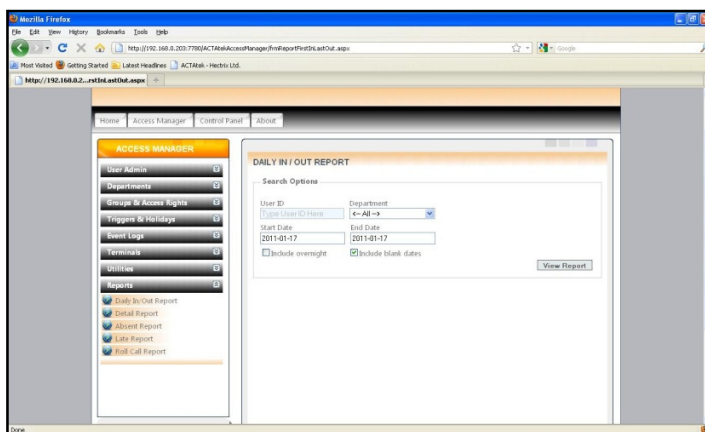 Mozilla Firefox
File Edit View History Bookmarks Tools Help
http://192.168.0.203:7780/ACTAtekAccessManager/frmReportFirstInLastOut.aspx
Google
Most Visited Getting Started Latest Headlines ACTAtek - Hectrix Ltd.
http://192.168.0.2...rstInLastOut.aspx
Home Access Manager Control Panel About
ACCESS MANAGER
User Admin
Departments
Groups & Access Rights
Triggers & Holidays
Event Logs
Terminals
Utilities
Reports
Daily In/Out Report
Detail Report
Absent Report
Late Report
Roll Call Report
DAILY IN / OUT REPORT
Search Options
User ID Department
Type User ID Here <-- All -->
Start Date End Date
2011-01-17 2011-01-17
Include overnight Include blank dates
View Report
Done